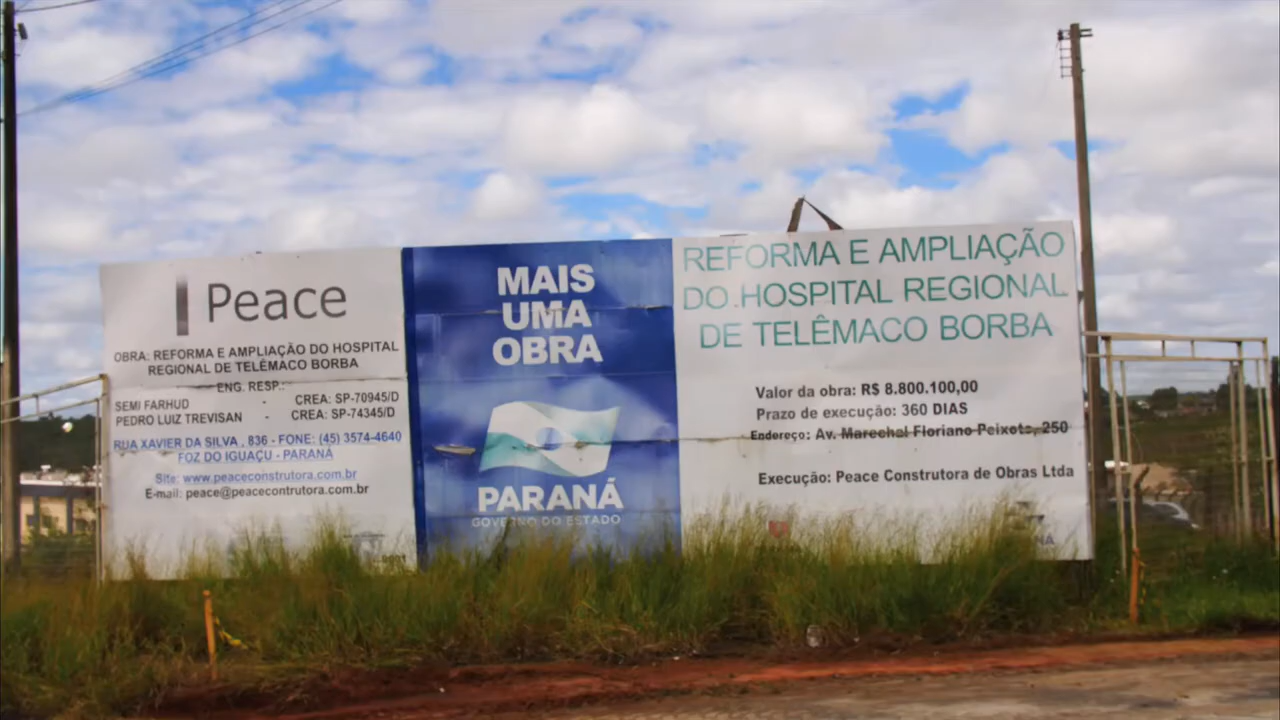 Peace
OBRA: REFORMA E AMPLIAÇÃO DO HOSPITAL
REGIONAL DE TELÊMACO BORBA
ENG. RESP.:
SEMI FARHUD - CREA: SP-70945/D
PEDRO LUIZ TREVISAN - CREA: SP-74345/D
RUA XAVIER DA SILVA , 836 - FONE: (45) 3574-4640
FOZ DO IGUAÇU - PARANÁ
Site: www.peaceconstrutora.com.br
E-mail: peace@peacecontrutora.com.br
MAIS
UMA
OBRA
PARANÁ
GOVERNO DO ESTADO
REFORMA E AMPLIAÇÃO
DO HOSPITAL REGIONAL
DE TELÊMACO BORBA
Valor da obra: R$ 8.800.100,00
Prazo de execução: 360 DIAS
Endereço: Av. Marechal Floriano Peixoto, 250
Execução: Peace Construtora de Obras Ltda